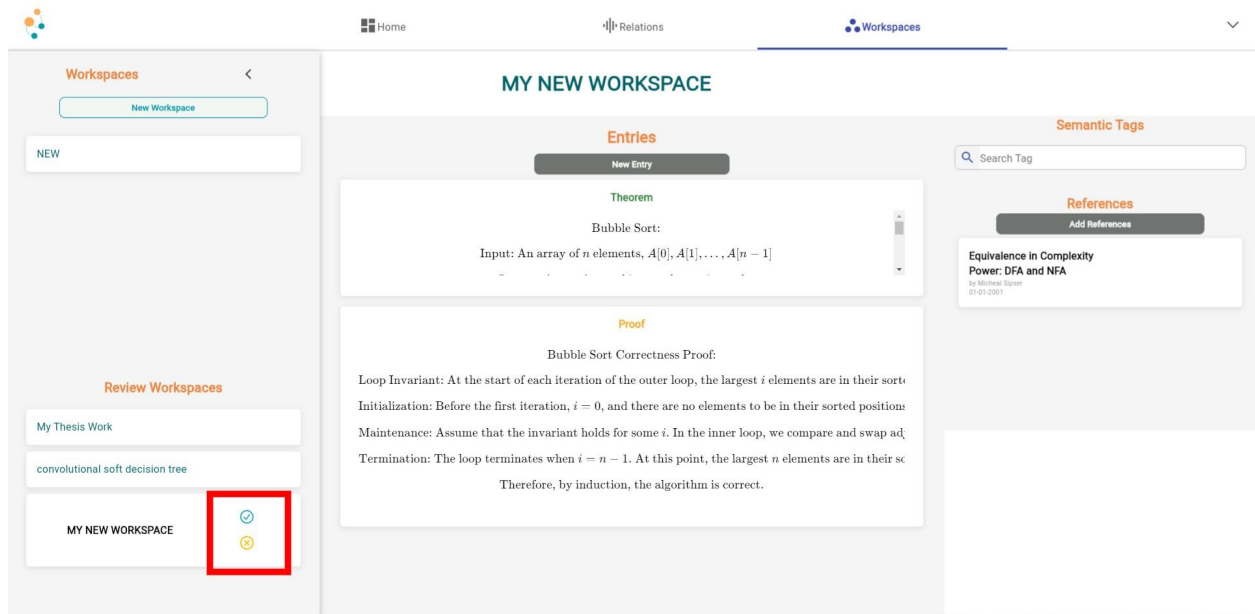 Home
Relations
Workspaces
Workspaces
New Workspace
NEW
Review Workspaces
My Thesis Work
convolutional soft decision tree
MY NEW WORKSPACE
MY NEW WORKSPACE
Entries
New Entry
Theorem
Bubble Sort:
Input: An array of n elements, A[0], A[1], . . . , A[n − 1]
Proof
Bubble Sort Correctness Proof:
Loop Invariant: At the start of each iteration of the outer loop, the largest i elements are in their sorte
Initialization: Before the first iteration, i = 0, and there are no elements to be in their sorted positions
Maintenance: Assume that the invariant holds for some i. In the inner loop, we compare and swap adj
Termination: The loop terminates when i = n − 1. At this point, the largest n elements are in their so
Therefore, by induction, the algorithm is correct.
Semantic Tags
Search Tag
References
Add References
Equivalence in Complexity
Power: DFA and NFA
by Micheal Sipser
01-01-2001